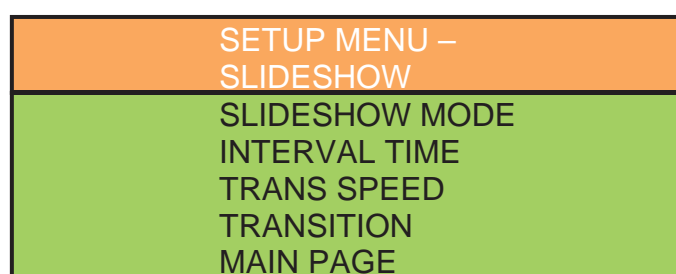 SETUP MENU –
SLIDESHOW
SLIDESHOW MODE
INTERVAL TIME
TRANS SPEED
TRANSITION
MAIN PAGE